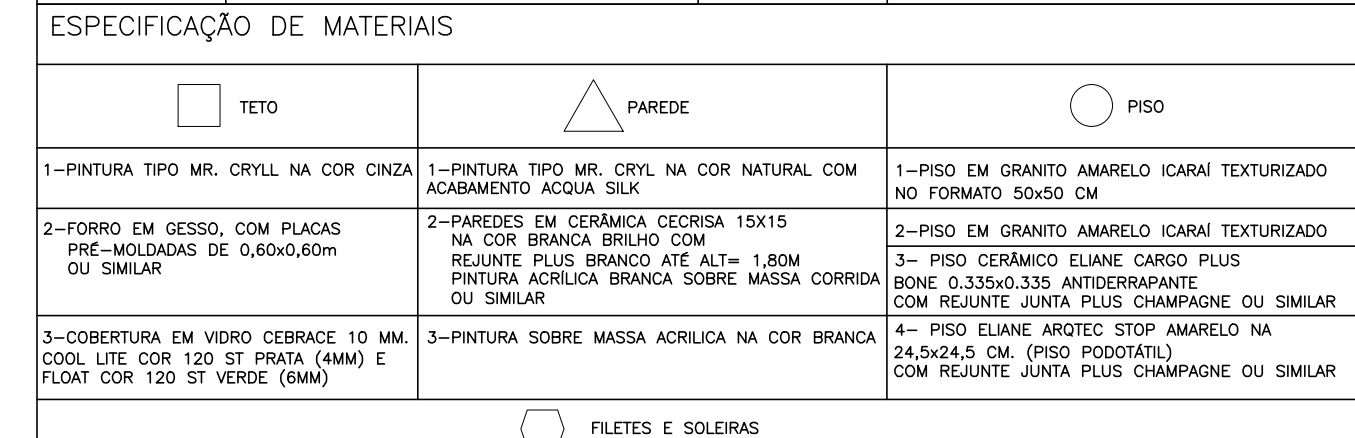 ESPECIFICAÇÃO DE MATERIAIS
TETO
PAREDE
PISO
1-PINTURA TIPO MR. CRYLL NA COR CINZA
1-PINTURA TIPO MR. CRYL NA COR NATURAL COM
ACABAMENTO ACQUA SILK
1-PISO EM GRANITO AMARELO ICARAÍ TEXTURIZADO
NO FORMATO 50x50 CM
2-FORRO EM GESSO, COM PLACAS
PRÉ-MOLDADAS DE 0,60x0,60m
OU SIMILAR
2-PAREDES EM CERÂMICA CECRISA 15X15
NA COR BRANCA BRILHO COM
REJUNTE PLUS BRANCO ATÉ ALT= 1,80M
PINTURA ACRÍLICA BRANCA SOBRE MASSA CORRIDA
OU SIMILAR
2-PISO EM GRANITO AMARELO ICARAÍ TEXTURIZADO
3- PISO CERÂMICO ELIANE CARGO PLUS
BONE 0.335x0.335 ANTIDERRAPANTE
COM REJUNTE JUNTA PLUS CHAMPAGNE OU SIMILAR
3-COBERTURA EM VIDRO CEBRACE 10 MM.
COOL LITE COR 120 ST PRATA (4MM) E
FLOAT COR 120 ST VERDE (6MM)
3-PINTURA SOBRE MASSA ACRILICA NA COR BRANCA
4- PISO ELIANE ARQTEC STOP AMARELO NA
24,5x24,5 CM. (PISO PODOTÁTIL)
COM REJUNTE JUNTA PLUS CHAMPAGNE OU SIMILAR
FILETES E SOLEIRAS